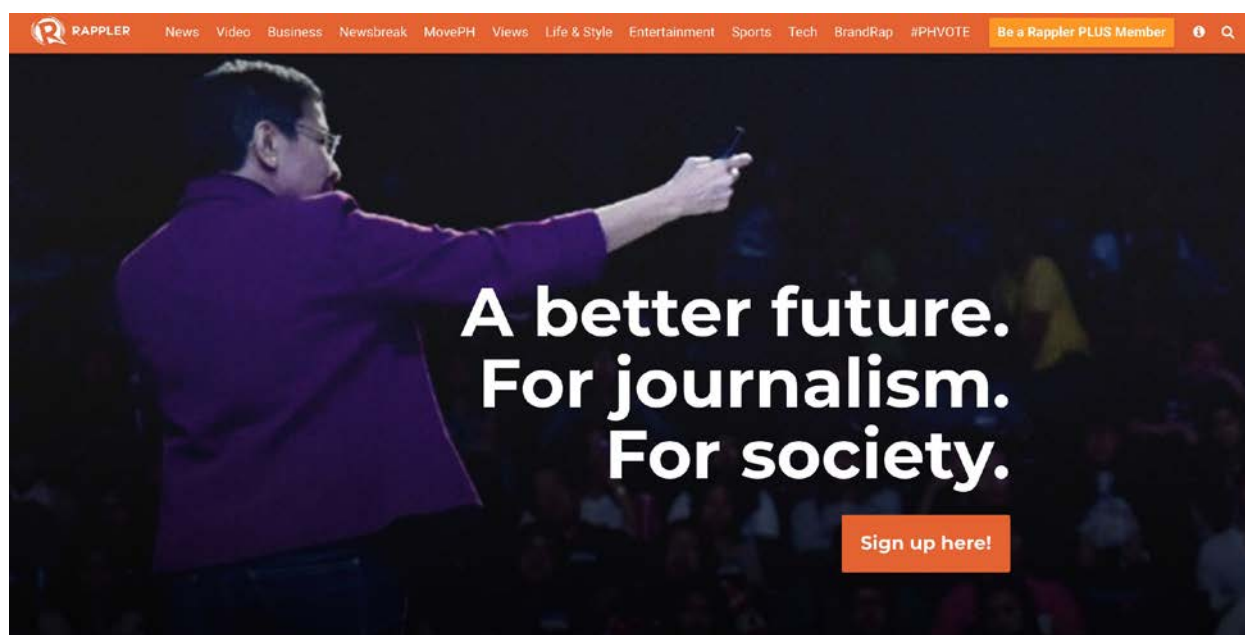 RAPPLER News Video Business Newsbreak MovePH Views Life & Style Entertainment Sports Tech BrandRap #PHVOTE Be a Rappler PLUS Member
A better future.
For journalism.
For society.
Sign up here!